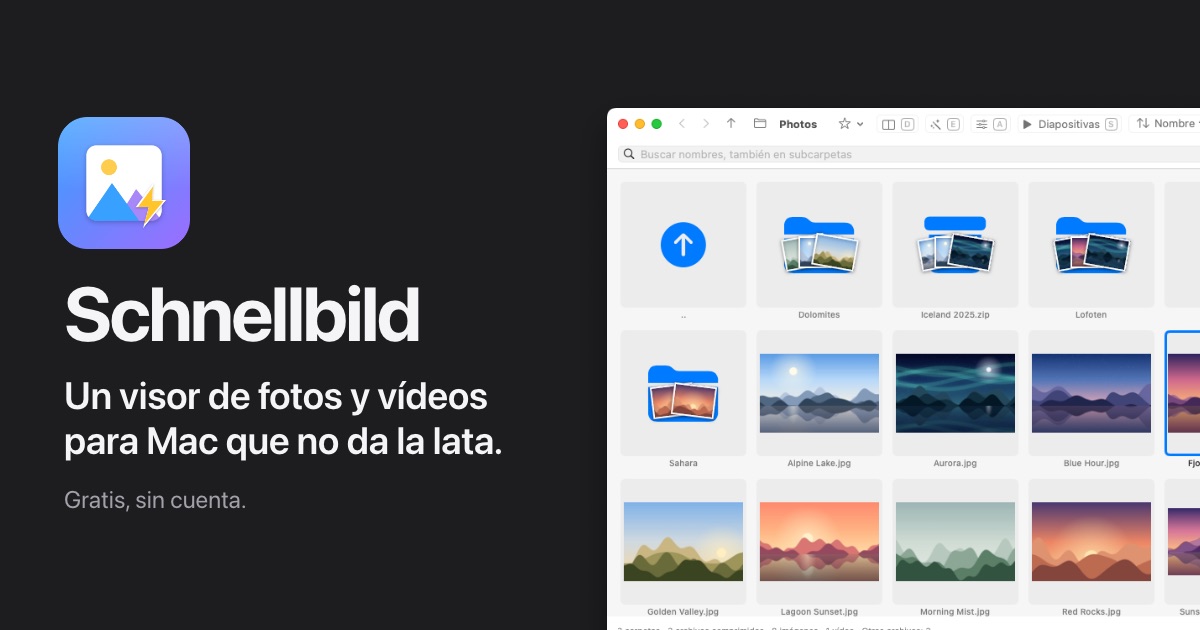 Schnellbild
Un visor de fotos y vídeos
para Mac que no da la lata.
Gratis, sin cuenta.
Photos
D
E
A
Diapositivas S
Nombre
Buscar nombres, también en subcarpetas
..
Dolomites
Iceland 2025.zip
Lofoten
Sahara
Alpine Lake.jpg
Aurora.jpg
Blue Hour.jpg
Fjo
Golden Valley.jpg
Lagoon Sunset.jpg
Morning Mist.jpg
Red Rocks.jpg
Suns